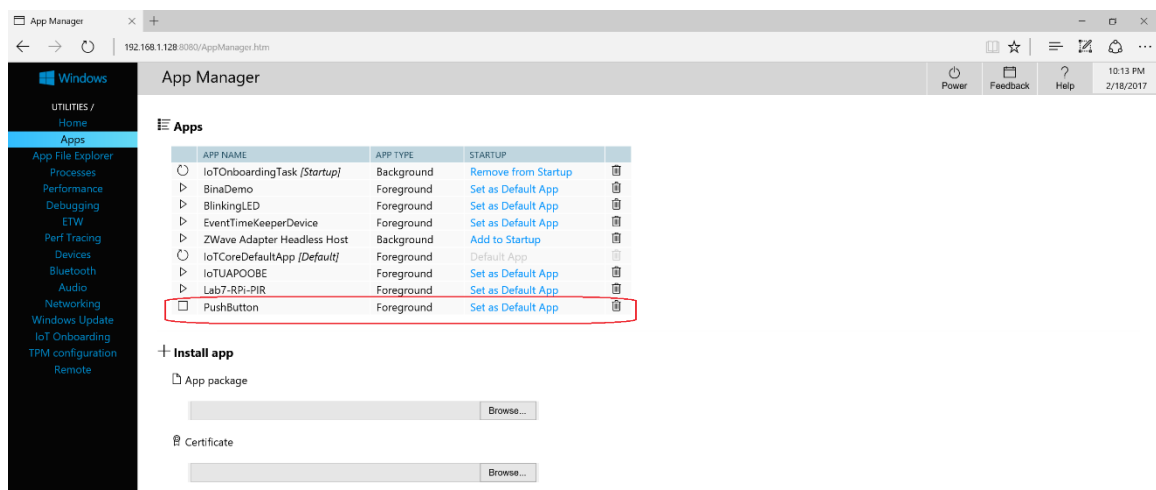 App Manager
192.168.1.128:8080/AppManager.htm
Windows
App Manager
Power
Feedback
Help
10:13 PM
2/18/2017
UTILITIES /
Home
Apps
App File Explorer
Processes
Performance
Debugging
ETW
Perf Tracing
Devices
Bluetooth
Audio
Networking
Windows Update
IoT Onboarding
TPM configuration
Remote
Apps
APP NAME APP TYPE STARTUP
IoTOnboardingTask [Startup] Background Remove from Startup
BinaDemo Foreground Set as Default App
BlinkingLED Foreground Set as Default App
EventTimeKeeperDevice Foreground Set as Default App
ZWave Adapter Headless Host Background Add to Startup
IoTCoreDefaultApp [Default] Foreground Default App
IoTUAPOOBE Foreground Set as Default App
Lab7-RPi-PIR Foreground Set as Default App
PushButton Foreground Set as Default App
Install app
App package
Browse...
Certificate
Browse...